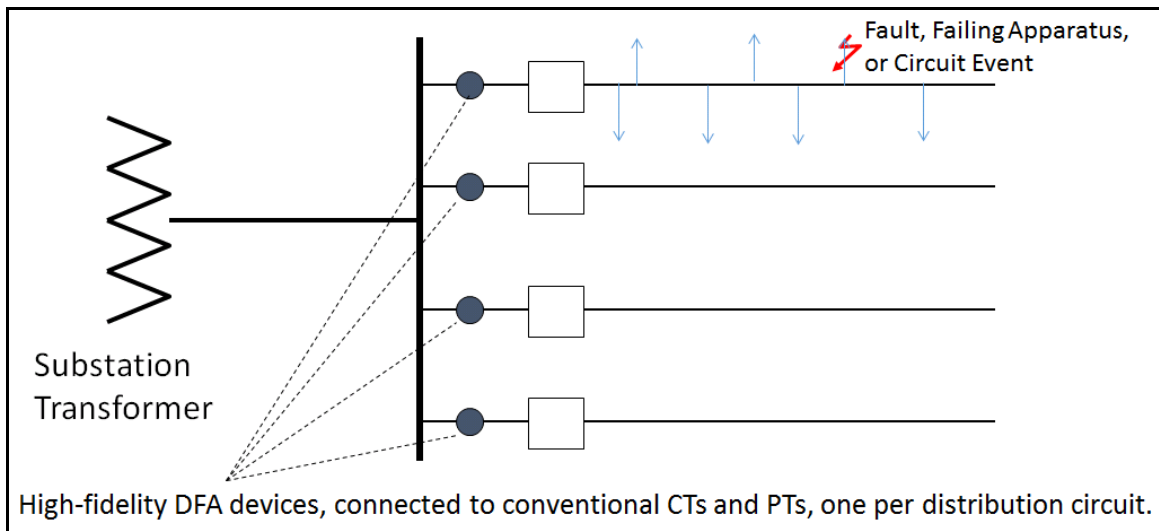 Fault, Failing Apparatus,
or Circuit Event
Substation
Transformer
High-fidelity DFA devices, connected to conventional CTs and PTs, one per distribution circuit.